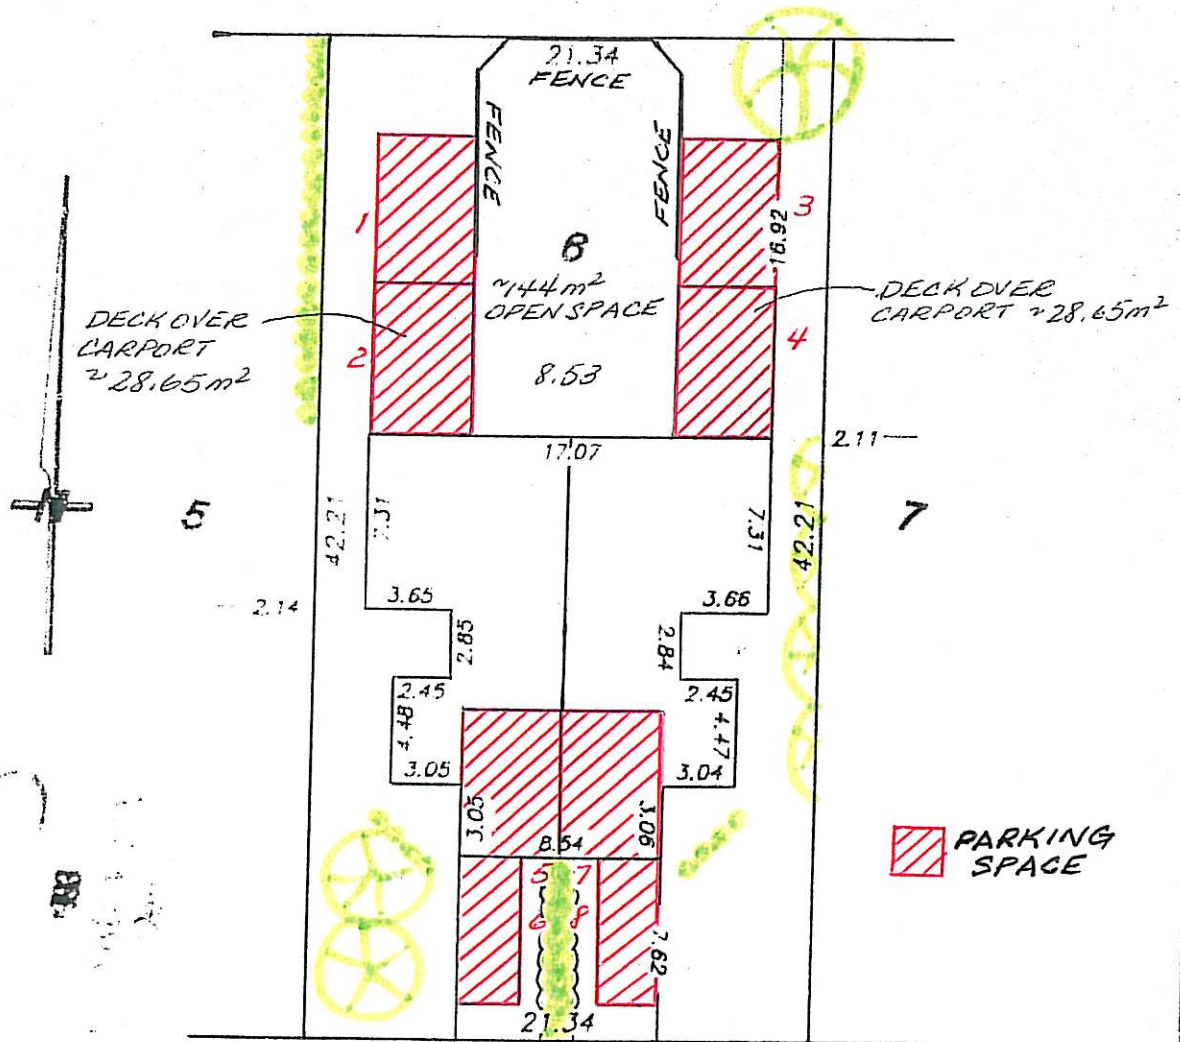 21.34
FENCE
FENCE
FENCE
1
3
16.92
6
~144m²
OPEN SPACE
DECK OVER
CARPORT
~28.65m²
DECK OVER
CARPORT ~28.65m²
2
4
8.53
17.07
2.11
5
42.21
7.31
7.31
42.21
7
2.14
3.65
2.85
2.84
3.66
2.45
4.48
3.05
2.45
4.47
3.04
3.05
8.54
3.06
5 7
6 8
7.62
21.34
PARKING
SPACE